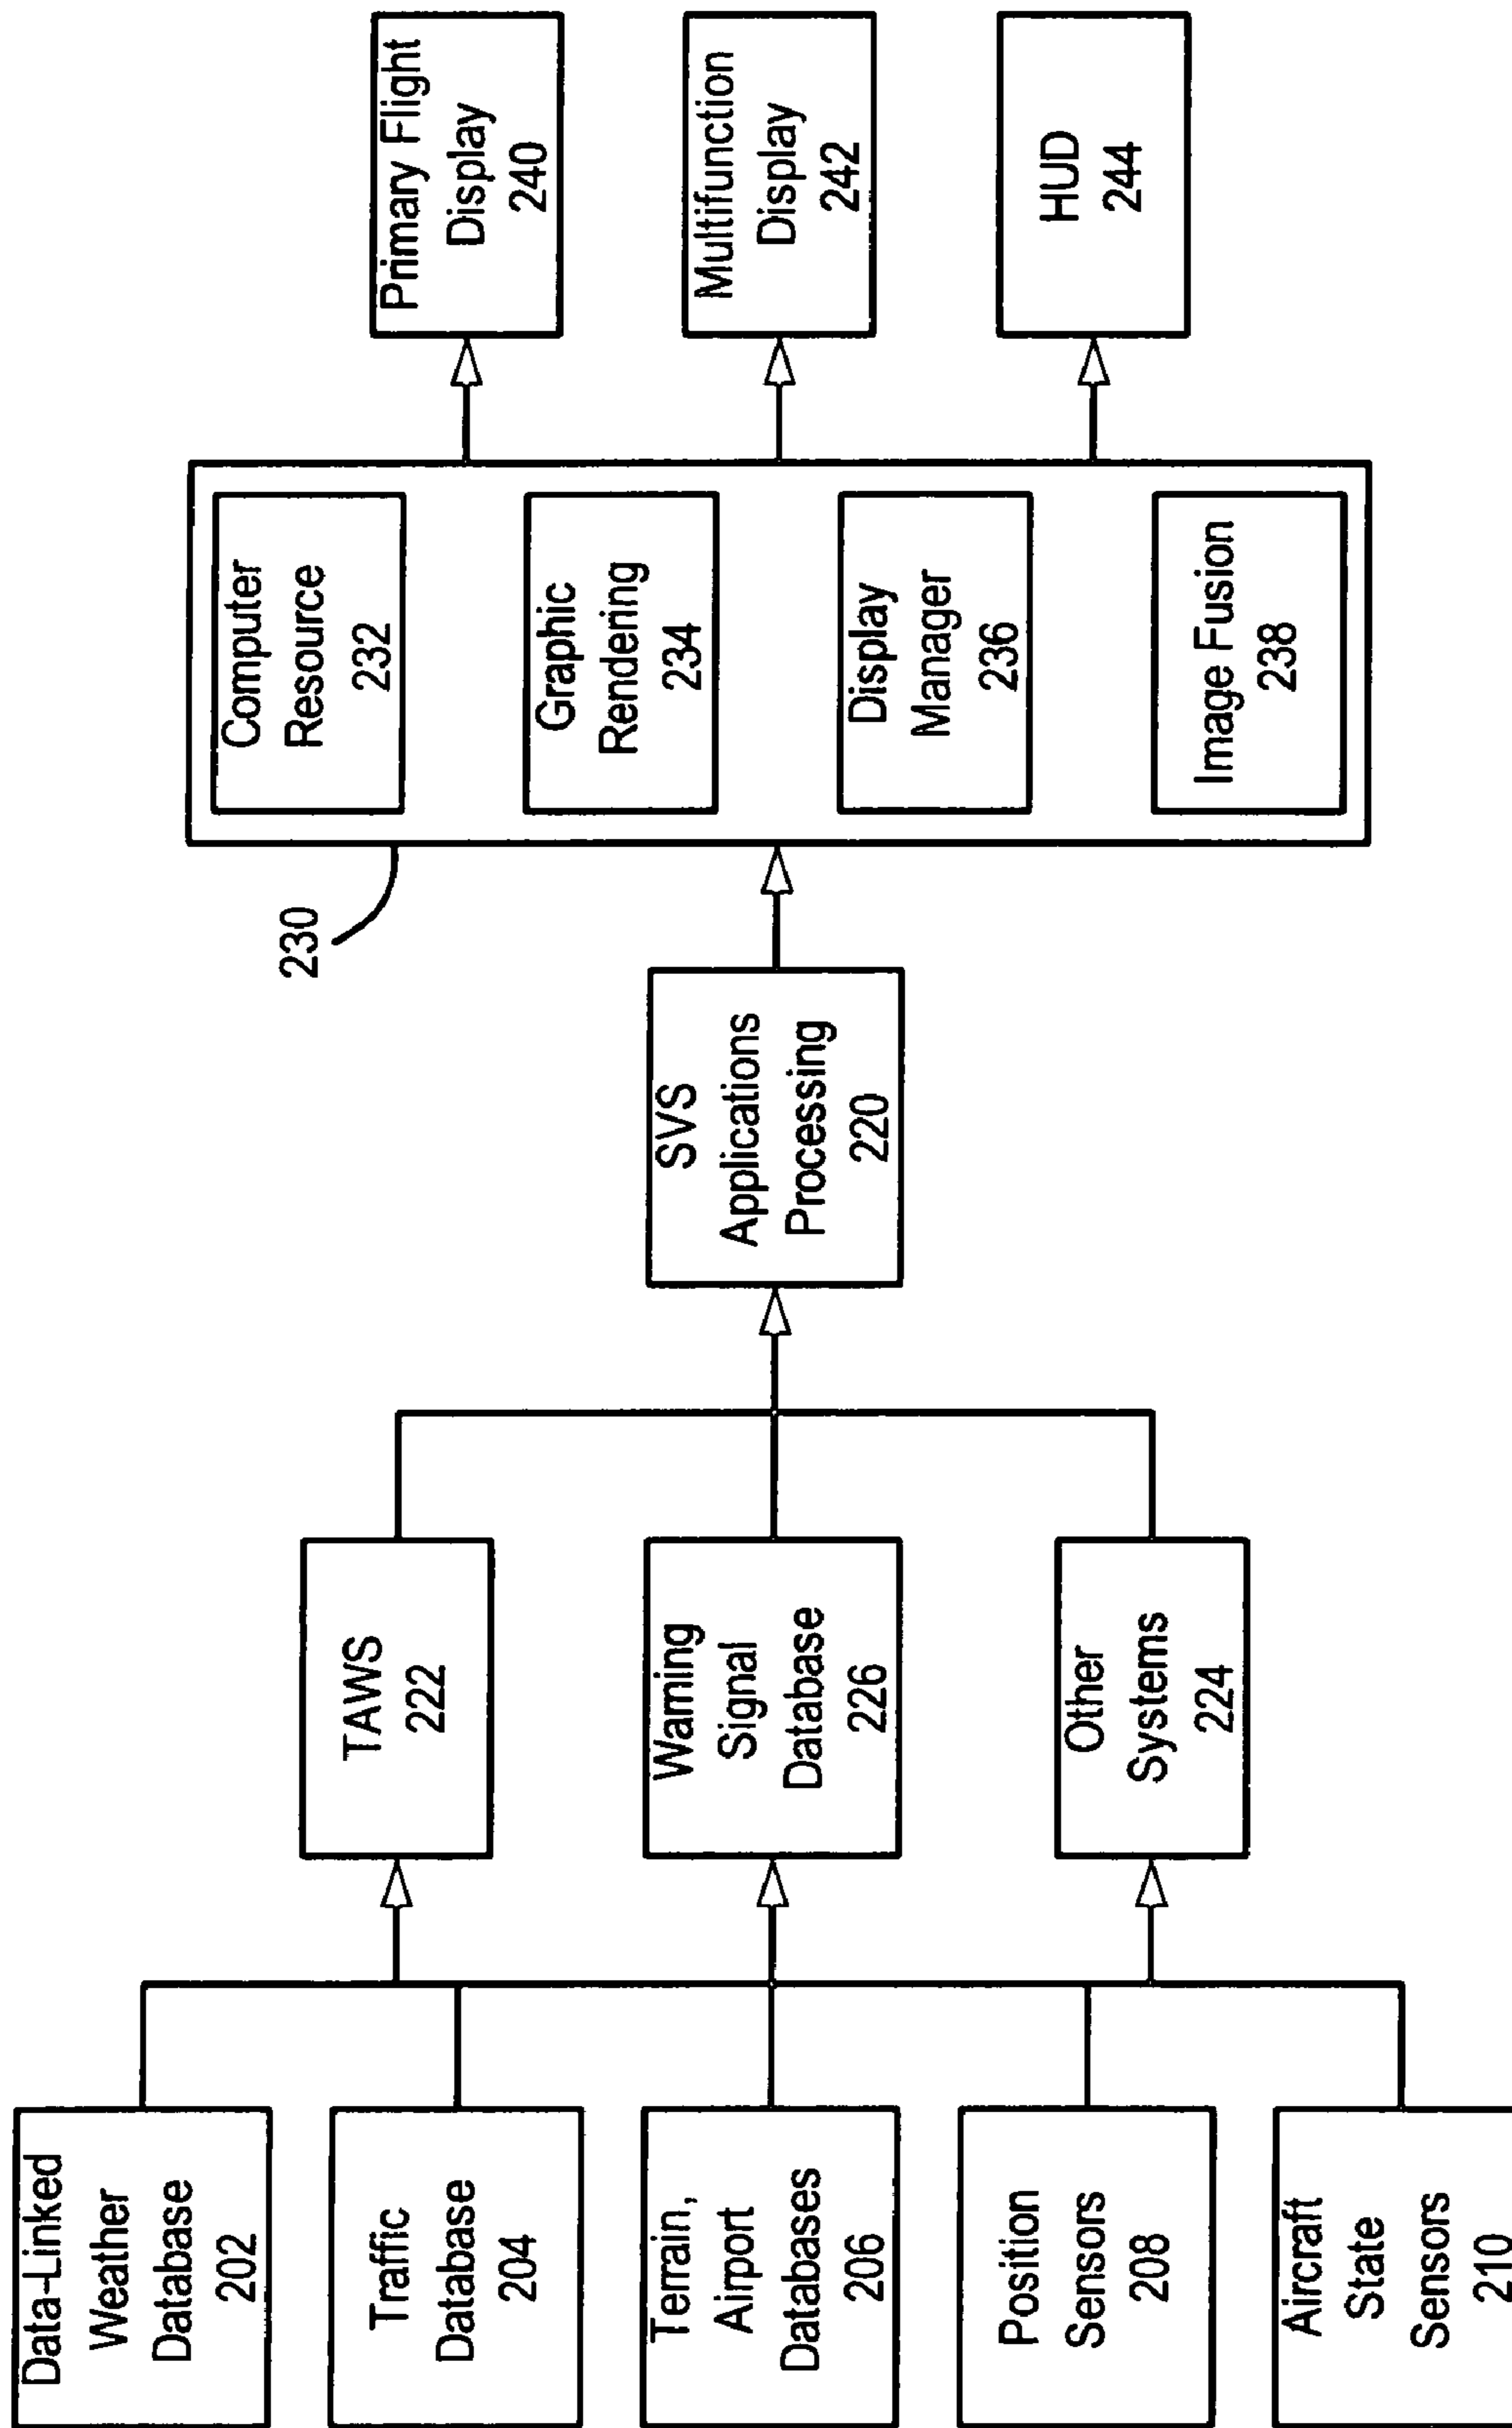 Data-Linked
Weather
Database
202
Traffic
Database
204
Terrain,
Airport
Databases
206
Position
Sensors
208
Aircraft
State
Sensors
210
TAWS
222
Warning
Signal
Database
226
Other
Systems
224
SVS
Applications
Processing
220
230
Computer
Resource
232
Graphic
Rendering
234
Display
Manager
236
Image Fusion
238
Primary Flight
Display
240
Multifunction
Display
242
HUD
244